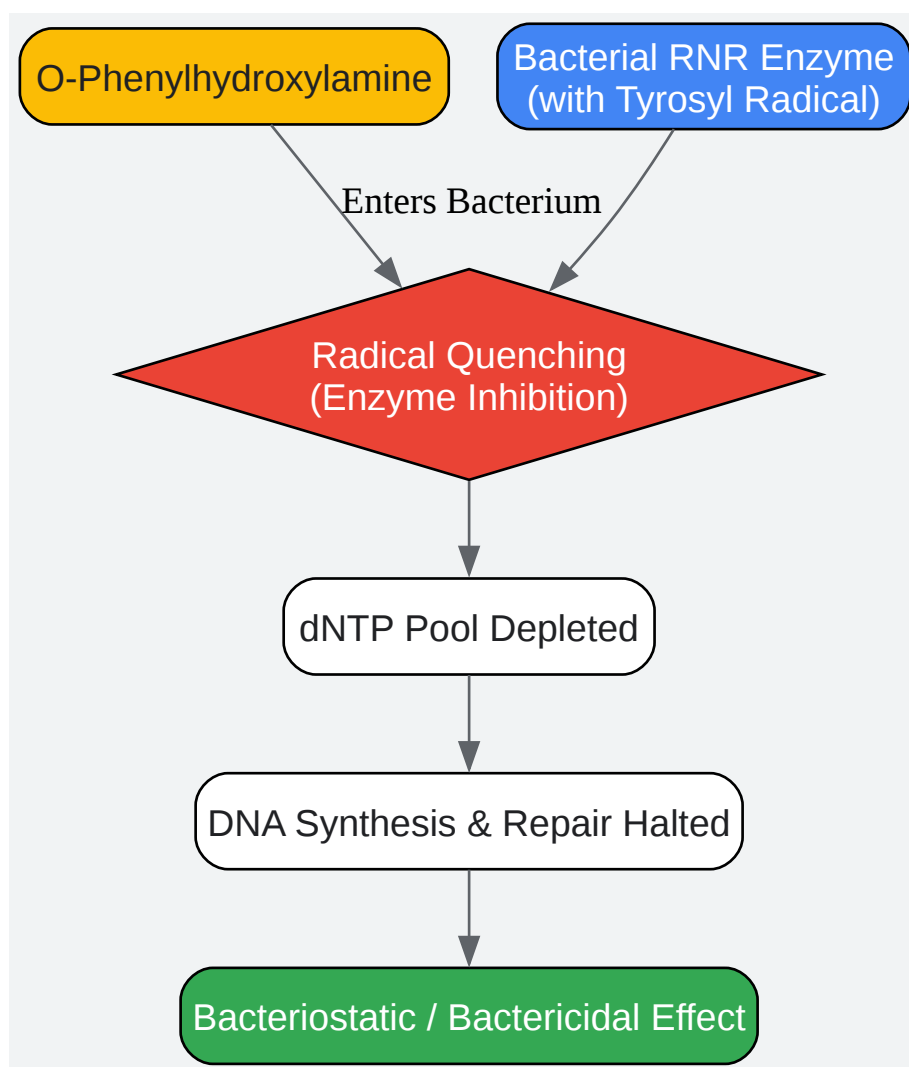 O-Phenylhydroxylamine
Bacterial RNR Enzyme
(with Tyrosyl Radical)
Enters Bacterium
Radical Quenching
(Enzyme Inhibition)
dNTP Pool Depleted
DNA Synthesis & Repair Halted
Bacteriostatic / Bactericidal Effect